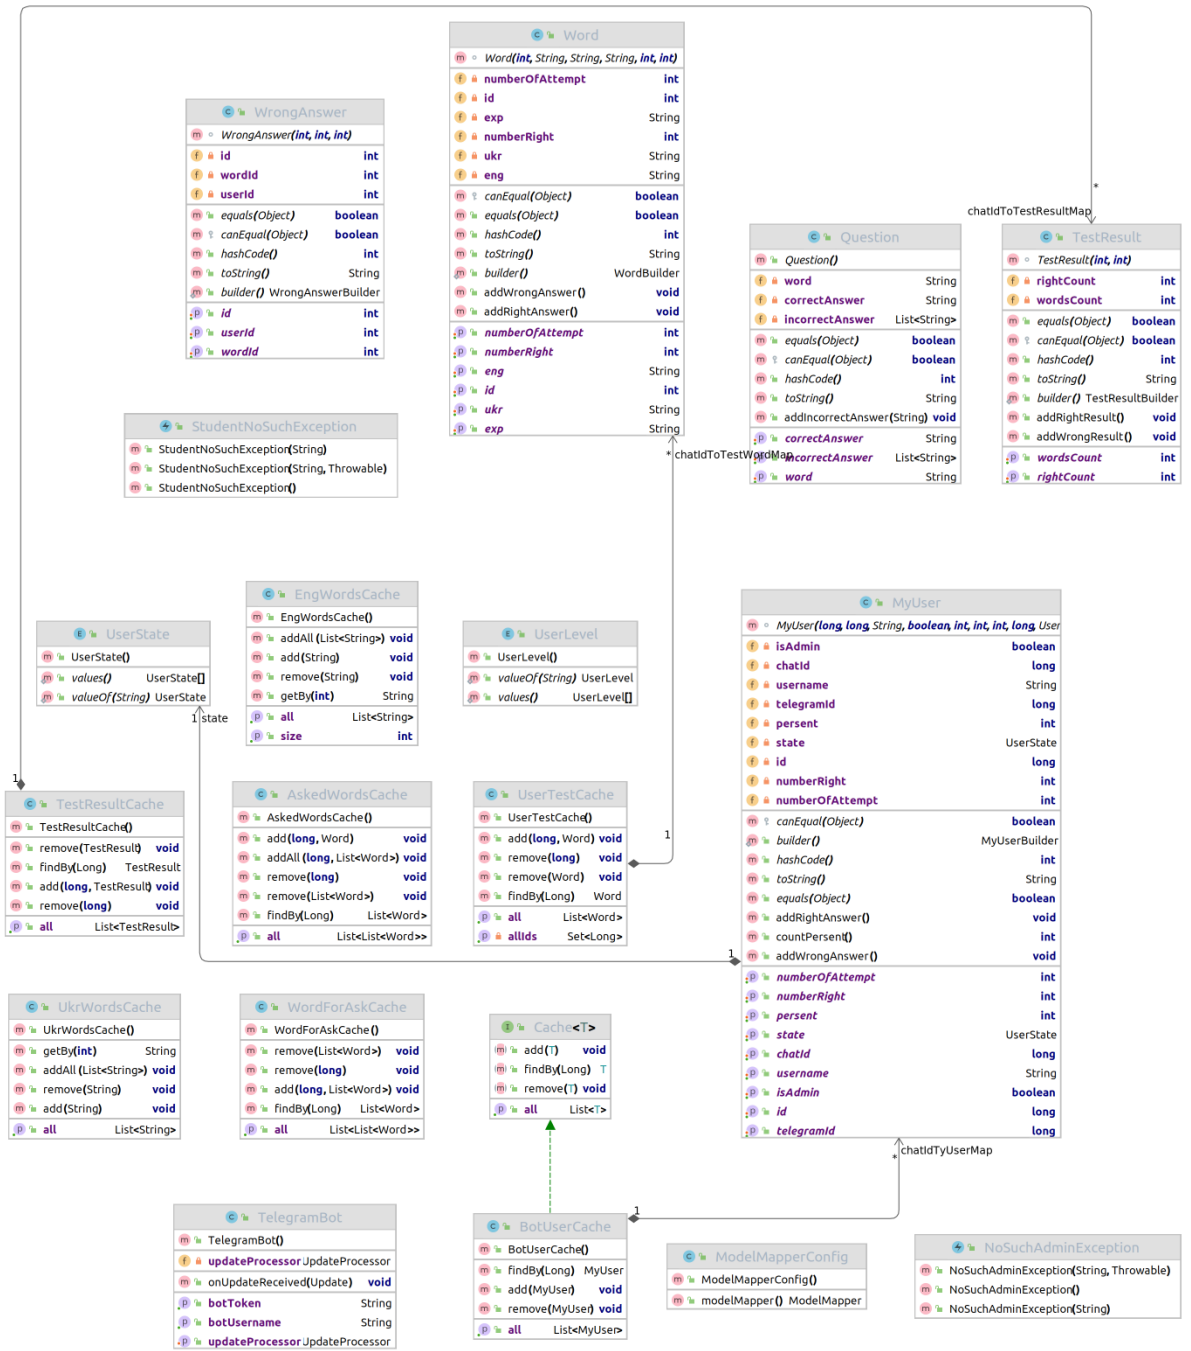 Word
Word(int, String, String, String, int, int)
numberOfAttempt int
id int
exp String
numberRight int
ukr String
eng String
canEqual(Object) boolean
equals(Object) boolean
hashCode() int
toString() String
builder() WordBuilder
addWrongAnswer() void
addRightAnswer() void
numberOfAttempt int
numberRight int
eng String
id int
ukr String
exp String
WrongAnswer
WrongAnswer(int, int, int)
id int
wordId int
userId int
equals(Object) boolean
canEqual(Object) boolean
hashCode() int
toString() String
builder() WrongAnswerBuilder
id int
userId int
wordId int
*
chatIdToTestResultMap
Question
Question()
word String
correctAnswer String
incorrectAnswer List<String>
equals(Object) boolean
canEqual(Object) boolean
hashCode() int
toString() String
addIncorrectAnswer(String) void
correctAnswer String
incorrectAnswer List<String>
word String
TestResult
TestResult(int, int)
rightCount int
wordsCount int
equals(Object) boolean
canEqual(Object) boolean
hashCode() int
toString() String
builder() TestResultBuilder
addRightResult() void
addWrongResult() void
wordsCount int
rightCount int
StudentNoSuchException
StudentNoSuchException(String)
StudentNoSuchException(String, Throwable)
StudentNoSuchException()
* chatIdToTestWordMap
EngWordsCache
EngWordsCache()
addAll(List<String>) void
add(String) void
remove(String) void
getBy(int) String
all List<String>
size int
UserState
UserState()
values() UserState[]
valueOf(String) UserState
1 state
UserLevel
UserLevel()
valueOf(String) UserLevel
values() UserLevel[]
MyUser
MyUser(long, long, String, boolean, int, int, int, long, User
isAdmin boolean
chatId long
username String
telegramId long
persent int
state UserState
id long
numberRight int
numberOfAttempt int
canEqual(Object) boolean
builder() MyUserBuilder
hashCode() int
toString() String
equals(Object) boolean
addRightAnswer() void
countPersent() int
addWrongAnswer() void
numberOfAttempt int
numberRight int
persent int
state UserState
chatId long
username String
isAdmin boolean
id long
telegramId long
1
TestResultCache
TestResultCache()
remove(TestResult) void
findBy(Long) TestResult
add(long, TestResult) void
remove(long) void
all List<TestResult>
AskedWordsCache
AskedWordsCache()
add(long, Word) void
addAll(long, List<Word>) void
remove(long) void
remove(List<Word>) void
findBy(Long) List<Word>
all List<List<Word>>
UserTestCache
UserTestCache()
add(long, Word) void
remove(long) void
remove(Word) void
findBy(Long) Word
all List<Word>
allIds Set<Long>
1
1
UkrWordsCache
UkrWordsCache()
getBy(int) String
addAll(List<String>) void
remove(String) void
add(String) void
all List<String>
WordForAskCache
WordForAskCache()
remove(List<Word>) void
remove(long) void
add(long, List<Word>) void
findBy(Long) List<Word>
all List<List<Word>>
Cache<T>
add(T) void
findBy(Long) T
remove(T) void
all List<T>
* chatIdTyUserMap
TelegramBot
TelegramBot()
updateProcessor UpdateProcessor
onUpdateReceived(Update) void
botToken String
botUsername String
updateProcessor UpdateProcessor
BotUserCache
BotUserCache()
findBy(Long) MyUser
add(MyUser) void
remove(MyUser) void
all List<MyUser>
1
ModelMapperConfig
ModelMapperConfig()
modelMapper() ModelMapper
NoSuchAdminException
NoSuchAdminException(String, Throwable)
NoSuchAdminException()
NoSuchAdminException(String)